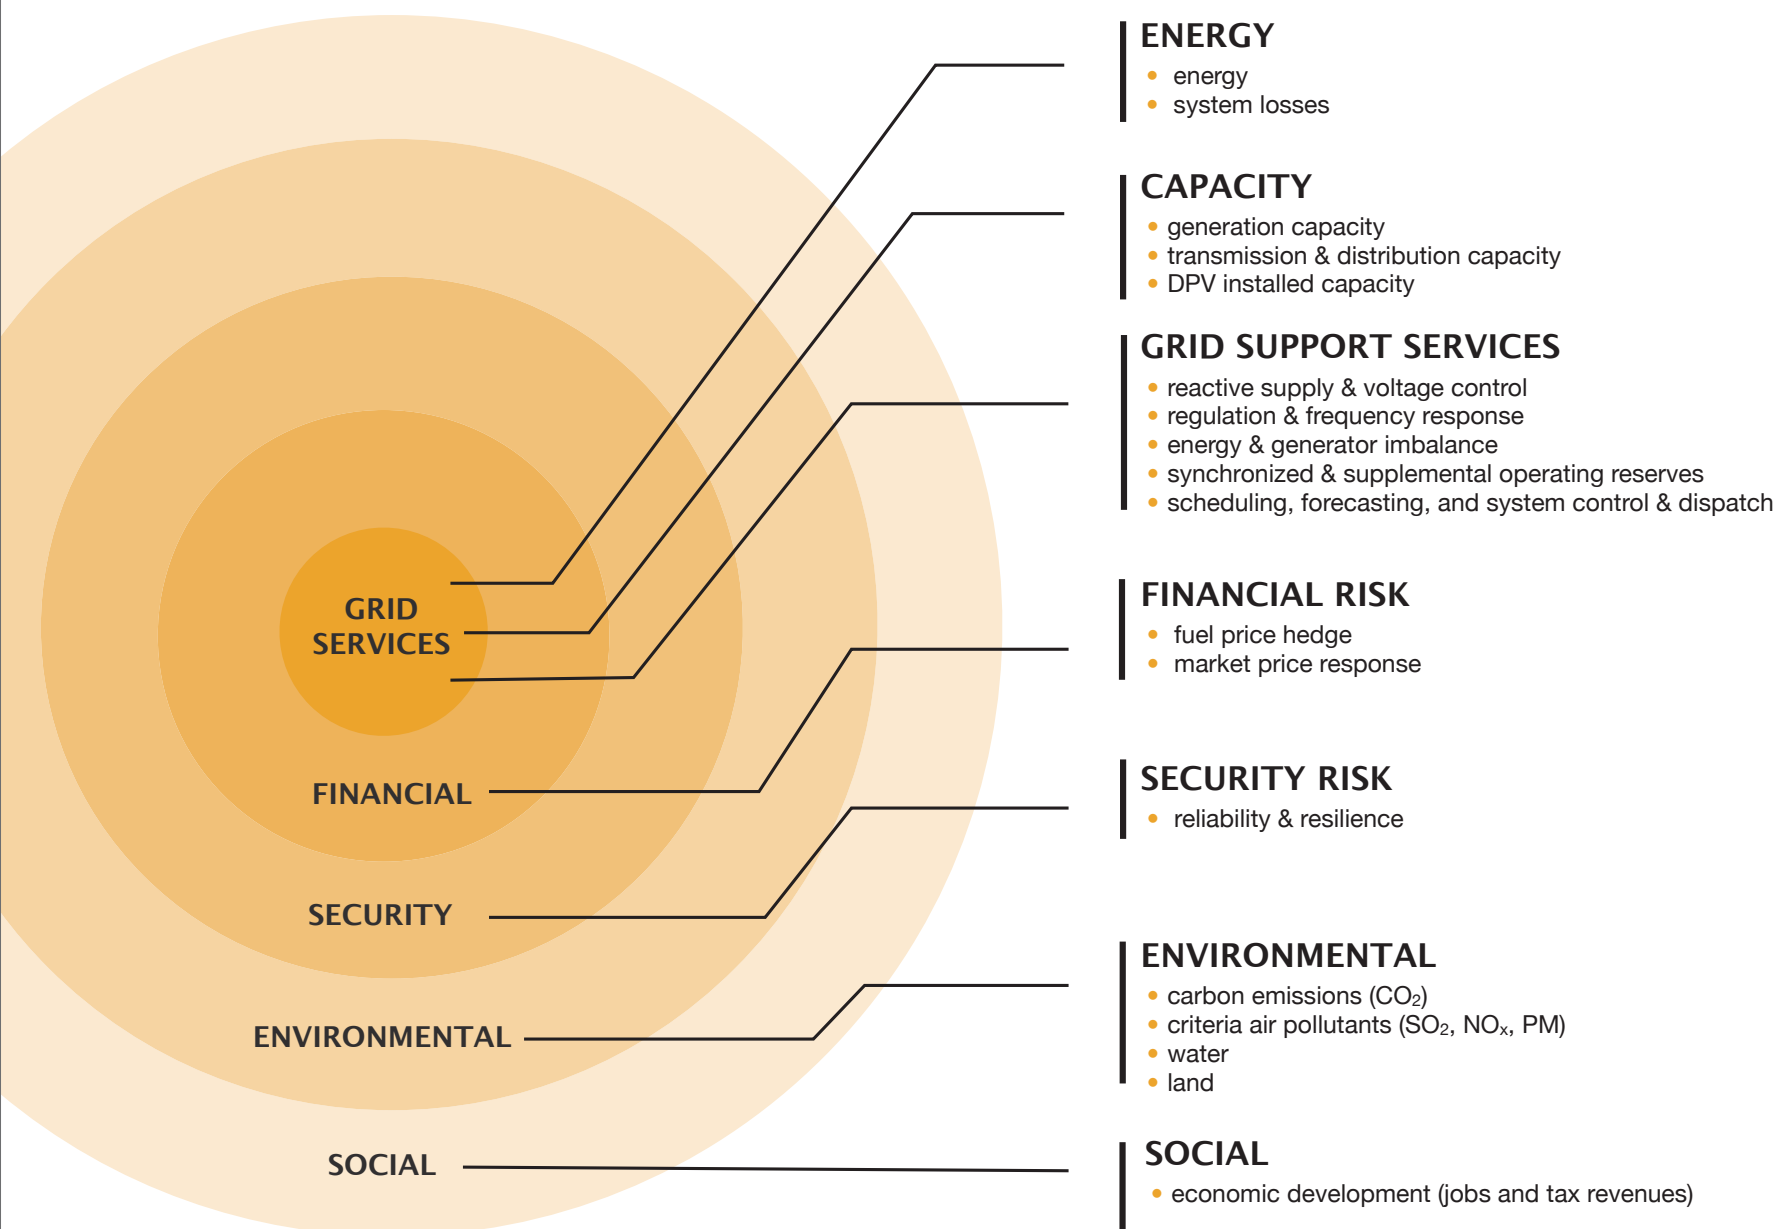 ENERGY
• energy
• system losses
CAPACITY
• generation capacity
• transmission & distribution capacity
• DPV installed capacity
GRID SUPPORT SERVICES
• reactive supply & voltage control
• regulation & frequency response
• energy & generator imbalance
• synchronized & supplemental operating reserves
• scheduling, forecasting, and system control & dispatch
GRID
SERVICES
FINANCIAL RISK
• fuel price hedge
• market price response
FINANCIAL
SECURITY RISK
• reliability & resilience
SECURITY
ENVIRONMENTAL
• carbon emissions (CO₂)
• criteria air pollutants (SO₂, NOₓ, PM)
• water
• land
ENVIRONMENTAL
SOCIAL
• economic development (jobs and tax revenues)
SOCIAL